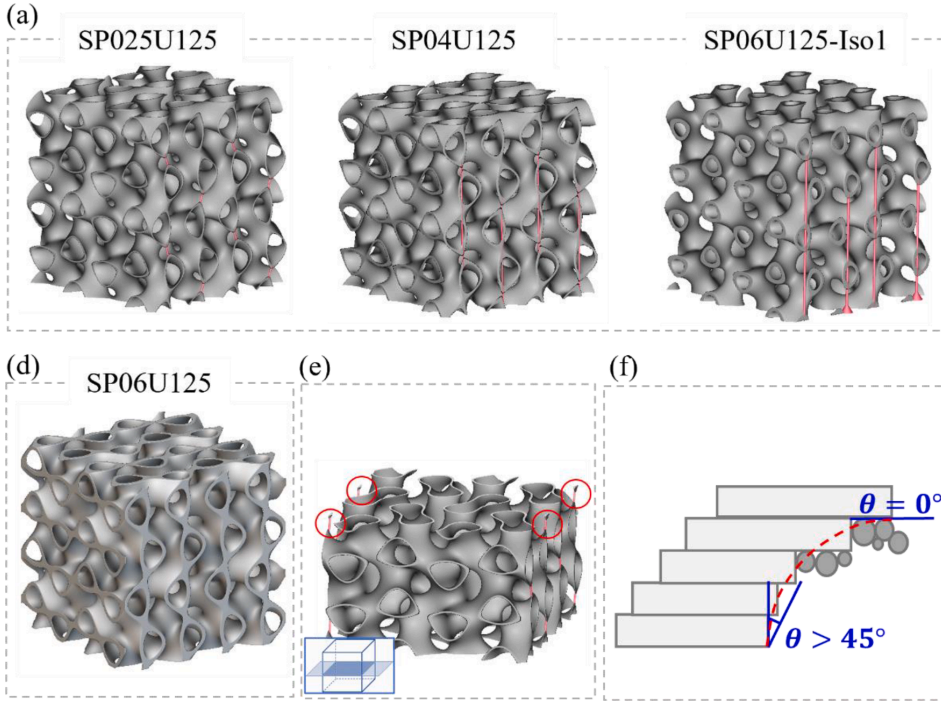 (a)
SP025U125
SP04U125
SP06U125-Iso1
(d)
SP06U125
(e)
(f)
θ = 0°
θ > 45°